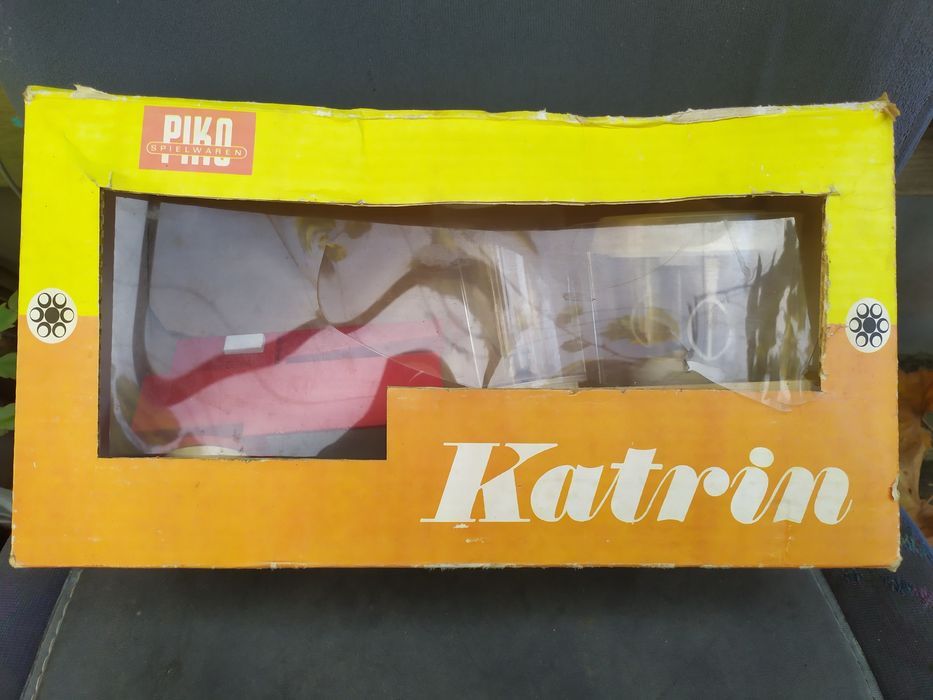 PIKO
SPIELWAREN
Katrin